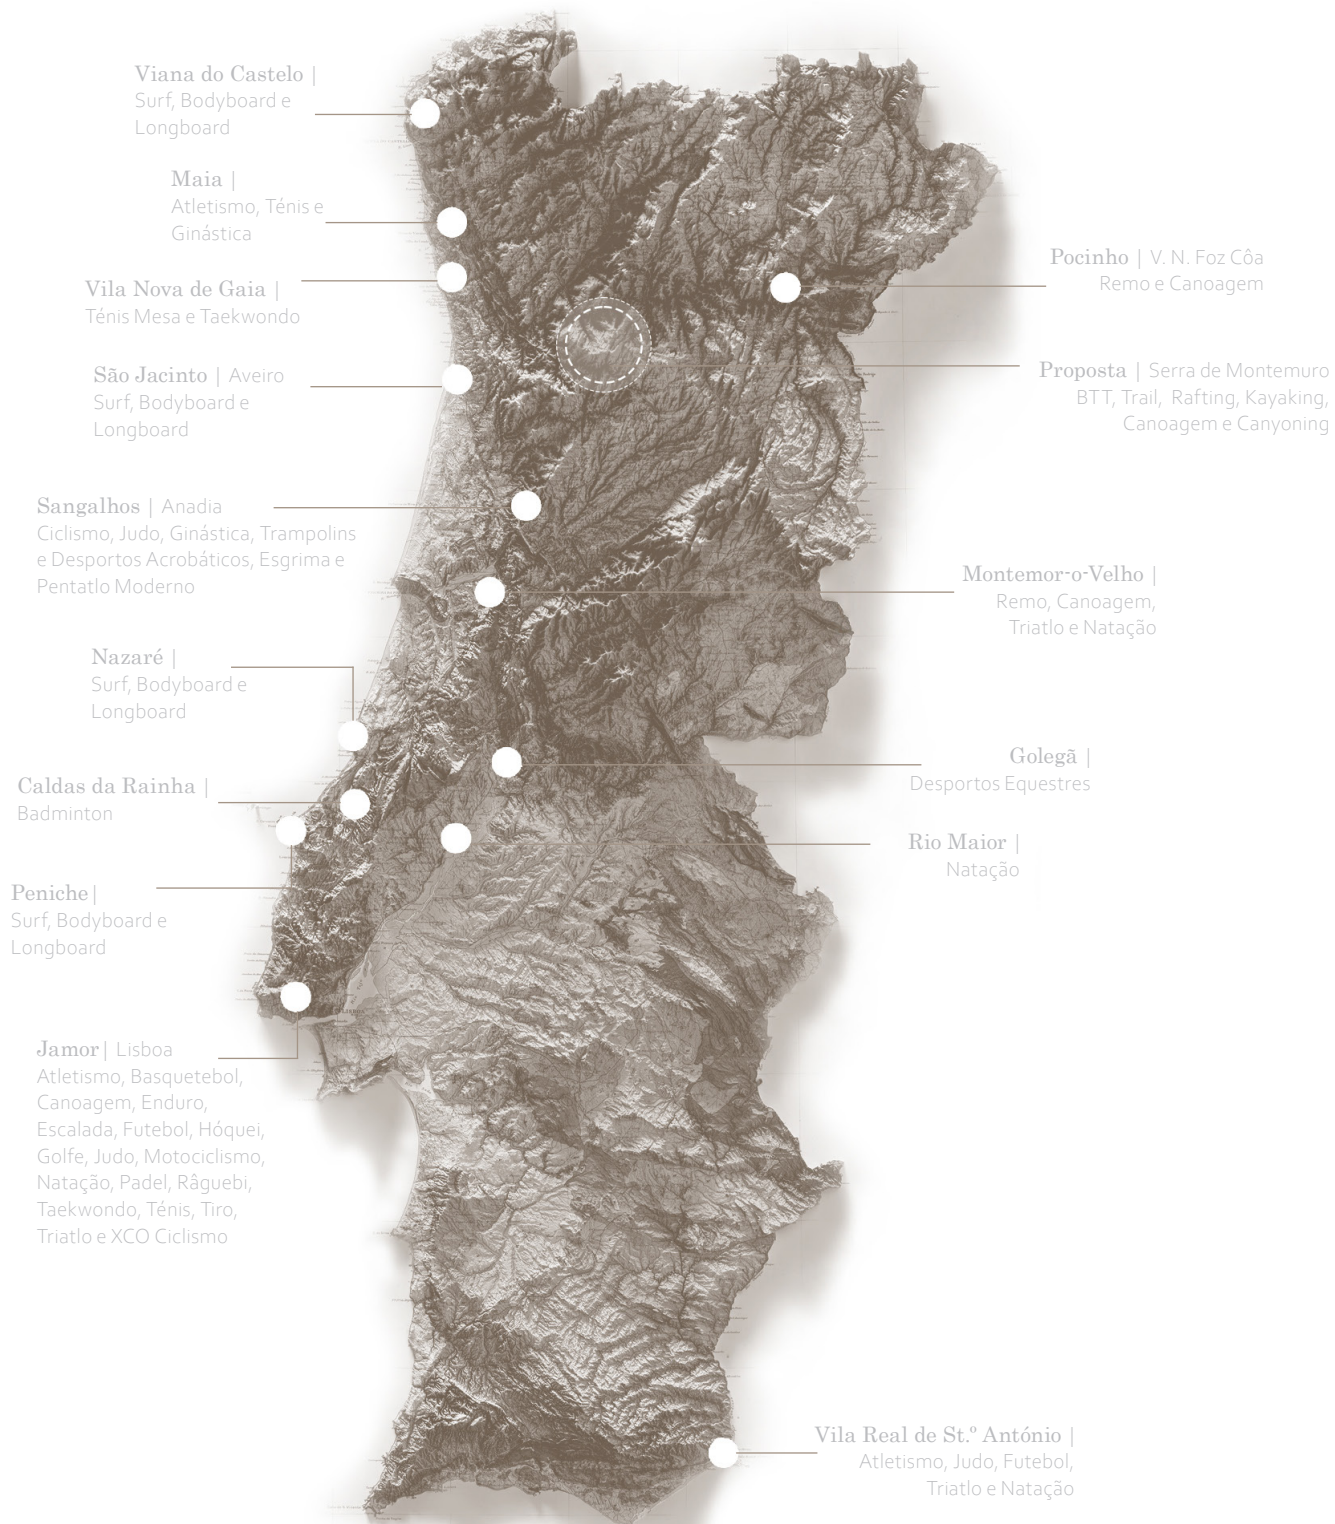 Viana do Castelo |
Surf, Bodyboard e
Longboard
Maia |
Atletismo, Ténis e
Ginástica
Vila Nova de Gaia |
Ténis Mesa e Taekwondo
São Jacinto | Aveiro
Surf, Bodyboard e
Longboard
Sangalhos | Anadia
Ciclismo, Judo, Ginástica, Trampolins
e Desportos Acrobáticos, Esgrima e
Pentatlo Moderno
Nazaré |
Surf, Bodyboard e
Longboard
Caldas da Rainha |
Badminton
Peniche|
Surf, Bodyboard e
Longboard
Jamor| Lisboa
Atletismo, Basquetebol,
Canoagem, Enduro,
Escalada, Futebol, Hóquei,
Golfe, Judo, Motociclismo,
Natação, Padel, Râguebi,
Taekwondo, Ténis, Tiro,
Triatlo e XCO Ciclismo
Pocinho | V. N. Foz Côa
Remo e Canoagem
Proposta | Serra de Montemuro
BTT, Trail, Rafting, Kayaking,
Canoagem e Canyoning
Montemor-o-Velho |
Remo, Canoagem,
Triatlo e Natação
Golegã |
Desportos Equestres
Rio Maior |
Natação
Vila Real de St.º António |
Atletismo, Judo, Futebol,
Triatlo e Natação